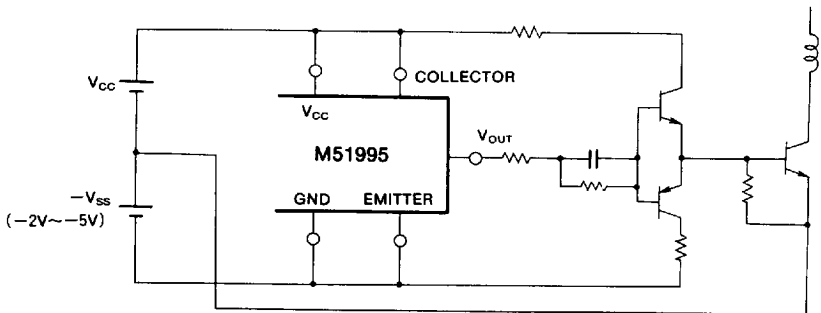 COLLECTOR
VCC
VCC
M51995
VOUT
GND EMITTER
−VSS
(−2V~−5V)